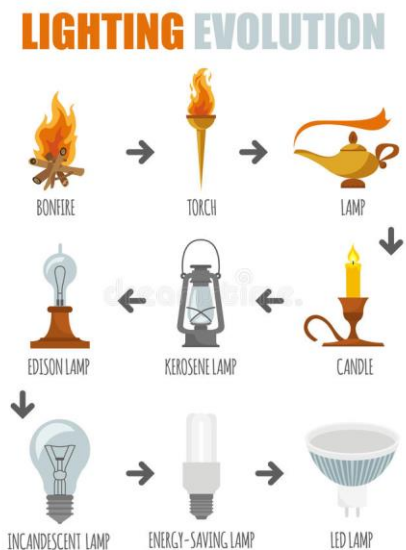 LIGHTING EVOLUTION
BONFIRE
TORCH
LAMP
EDISON LAMP
KEROSENE LAMP
CANDLE
INCANDESCENT LAMP
ENERGY-SAVING LAMP
LED LAMP